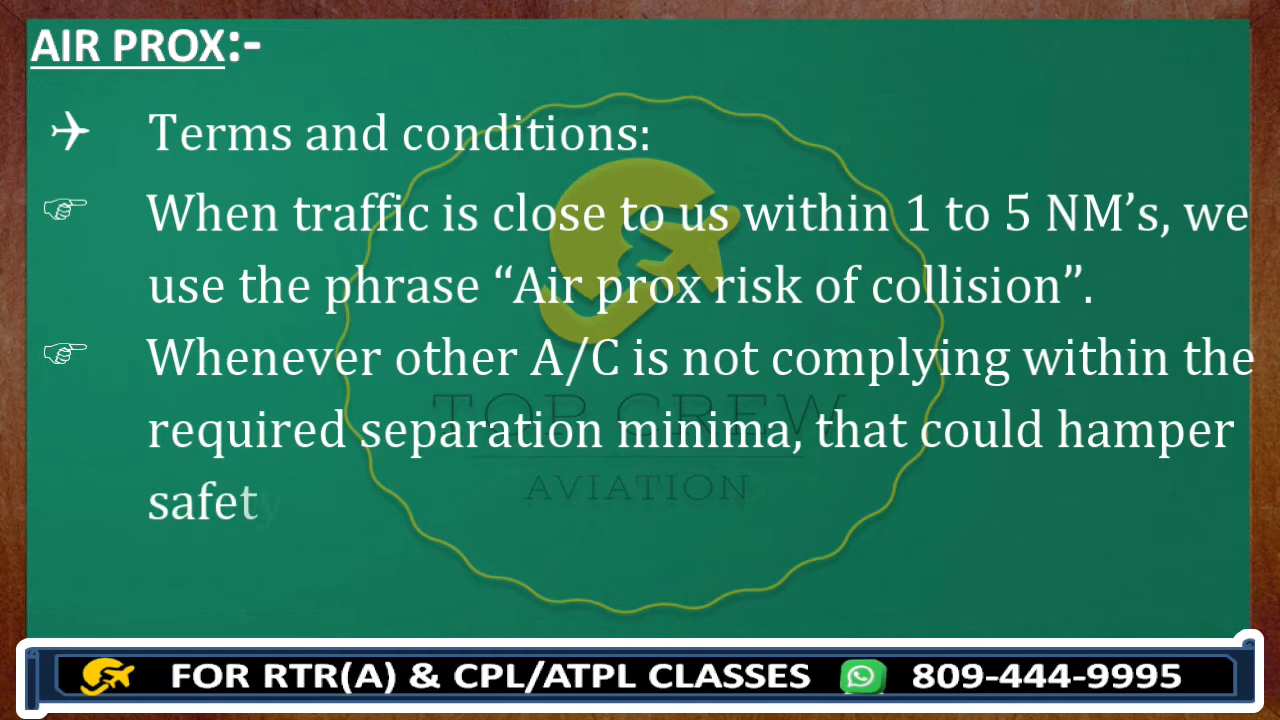 AIR PROX:-
Terms and conditions:
When traffic is close to us within 1 to 5 NM’s, we
use the phrase “Air prox risk of collision”.
Whenever other A/C is not complying within the
required separation minima, that could hamper
safety
TOP CREW
AVIATION
FOR RTR(A) & CPL/ATPL CLASSES 809-444-9995